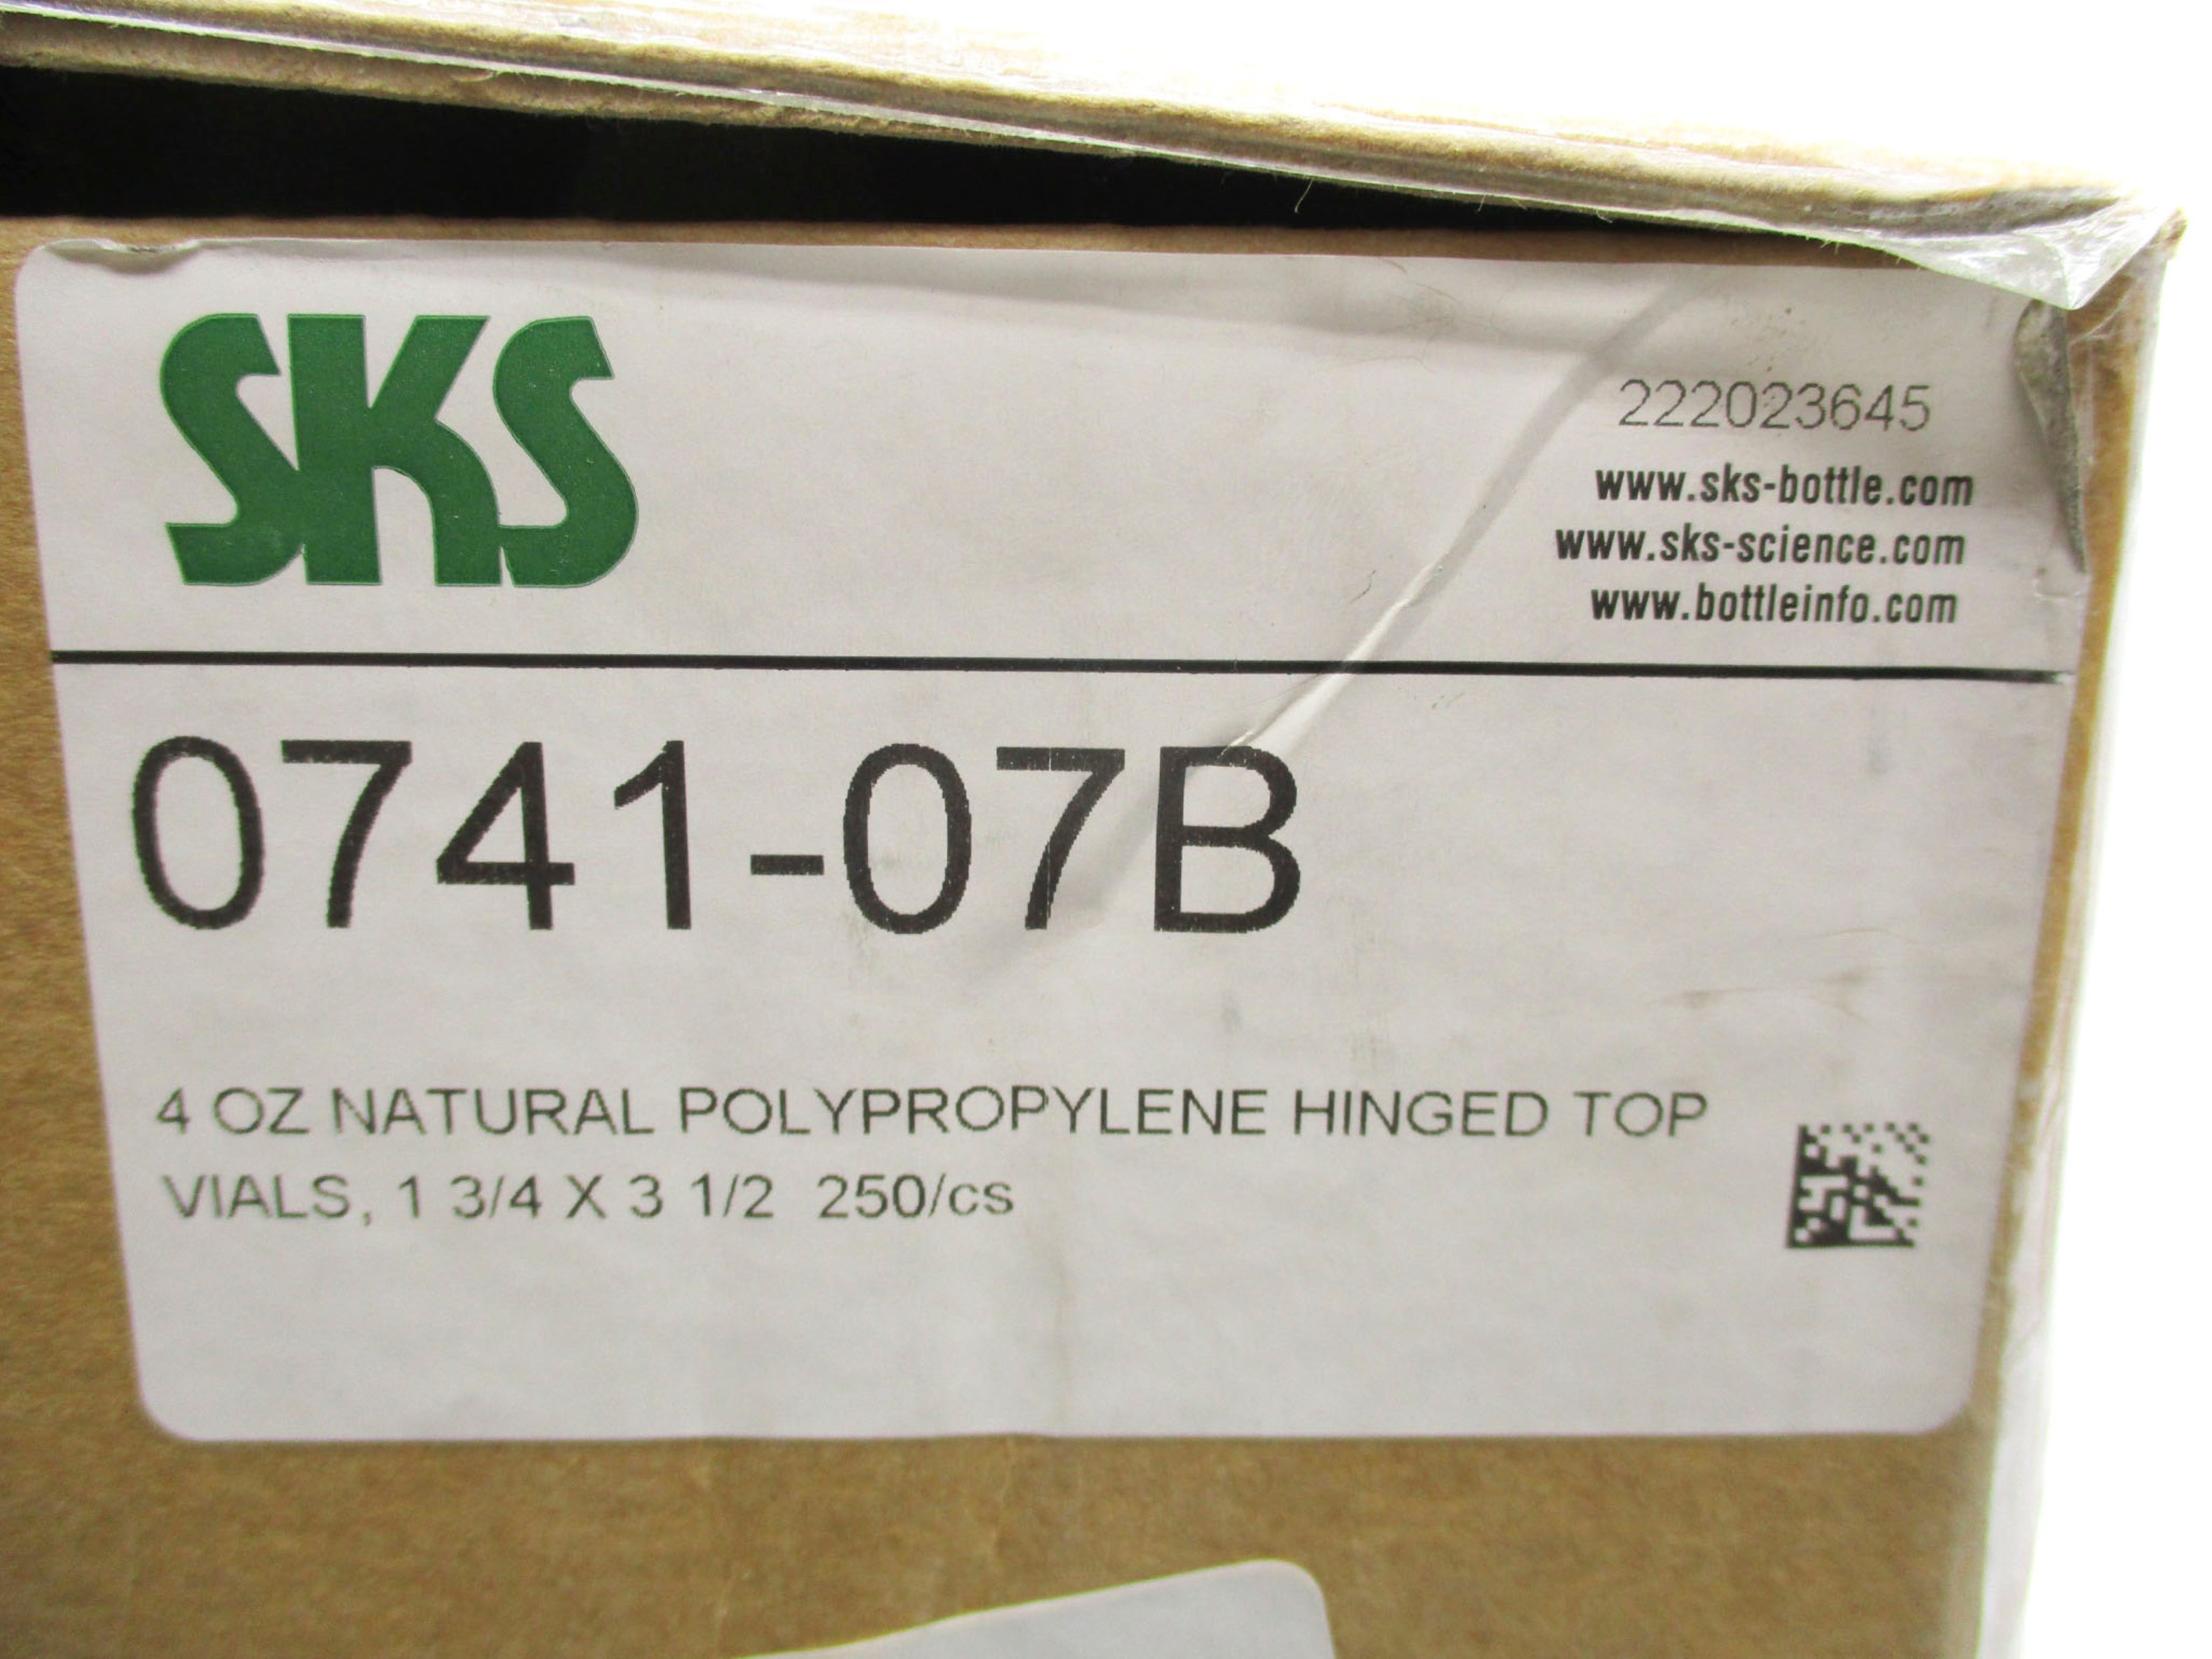 SKS
222023645
www.sks-bottle.com
www.sks-science.com
www.bottleinfo.com
0741-07B
4 OZ NATURAL POLYPROPYLENE HINGED TOP
VIALS, 1 3/4 X 3 1/2  250/cs